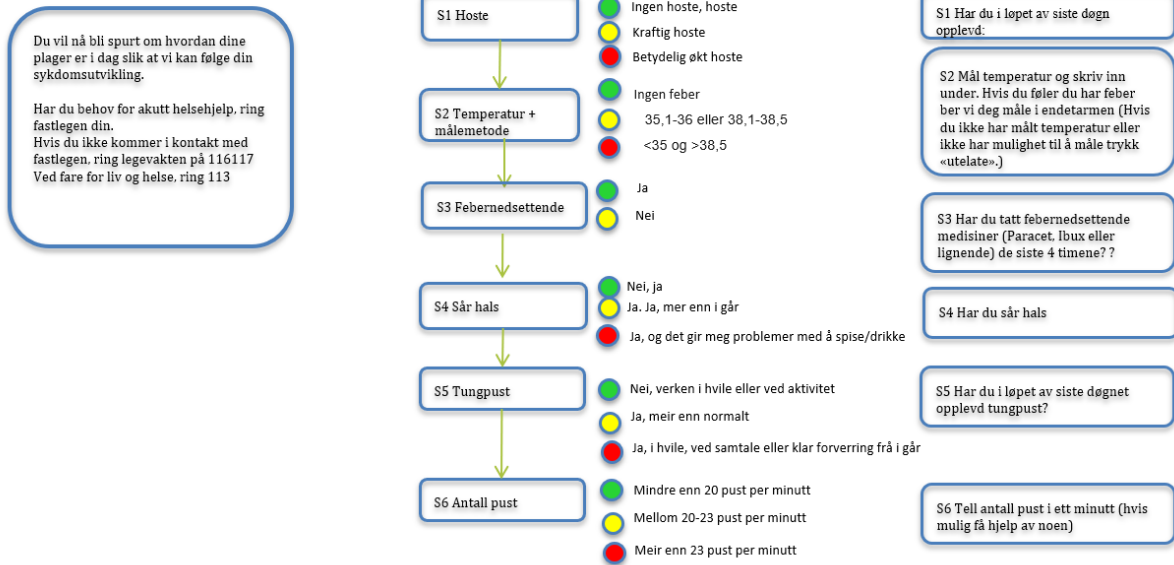 Du vil nå bli spurt om hvordan dine
plager er i dag slik at vi kan følge din
sykdomsutvikling.
Har du behov for akutt helsehjelp, ring
fastlegen din.
Hvis du ikke kommer i kontakt med
fastlegen, ring legevakten på 116117
Ved fare for liv og helse, ring 113
S1 Hoste
Ingen hoste, hoste
Kraftig hoste
Betydelig økt hoste
S1 Har du i løpet av siste døgn
opplevd:
S2 Temperatur +
målemetode
Ingen feber
35,1-36 eller 38,1-38,5
<35 og >38,5
S2 Mål temperatur og skriv inn
under. Hvis du føler du har feber
ber vi deg måle i endetarmen (Hvis
du ikke har målt temperatur eller
ikke har mulighet til å måle trykk
«utelate».)
S3 Febernedsettende
Ja
Nei
S3 Har du tatt febernedsettende
medisiner (Paracet, Ibux eller
lignende) de siste 4 timene? ?
S4 Sår hals
Nei, ja
Ja. Ja, mer enn i går
Ja, og det gir meg problemer med å spise/drikke
S4 Har du sår hals
S5 Tungpust
Nei, verken i hvile eller ved aktivitet
Ja, meir enn normalt
Ja, i hvile, ved samtale eller klar forverring frå i går
S5 Har du i løpet av siste døgnet
opplevd tungpust?
S6 Antall pust
Mindre enn 20 pust per minutt
Mellom 20-23 pust per minutt
Meir enn 23 pust per minutt
S6 Tell antall pust i ett minutt (hvis
mulig få hjelp av noen)